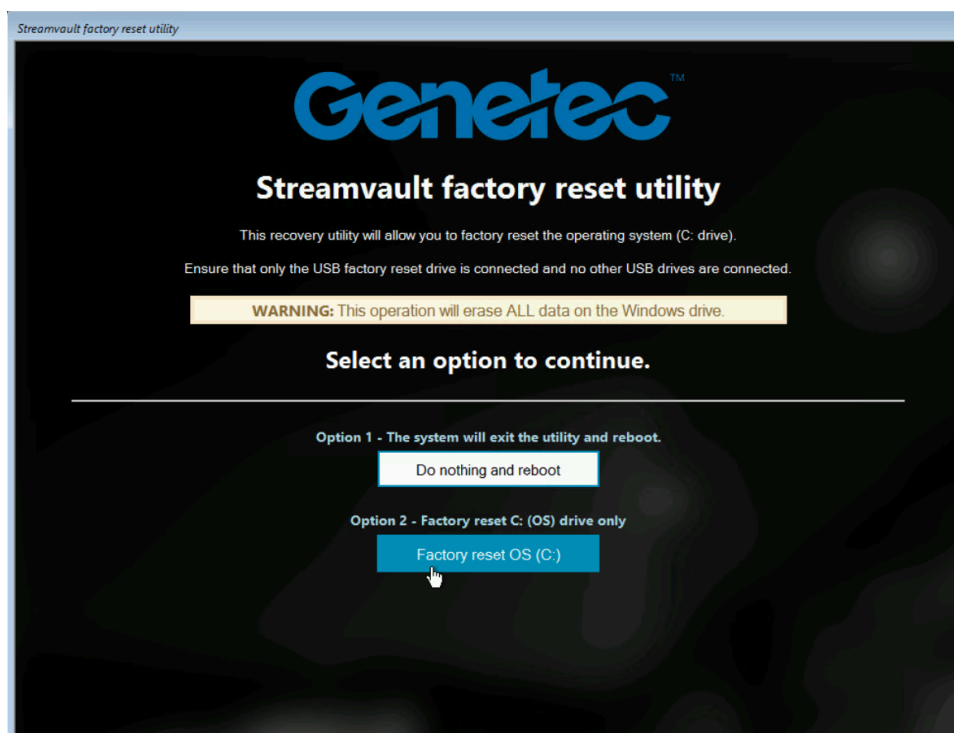 Streamvault factory reset utility
Genetec™
Streamvault factory reset utility
This recovery utility will allow you to factory reset the operating system (C: drive).
Ensure that only the USB factory reset drive is connected and no other USB drives are connected.
WARNING: This operation will erase ALL data on the Windows drive.
Select an option to continue.
Option 1 - The system will exit the utility and reboot.
Do nothing and reboot
Option 2 - Factory reset C: (OS) drive only
Factory reset OS (C:)